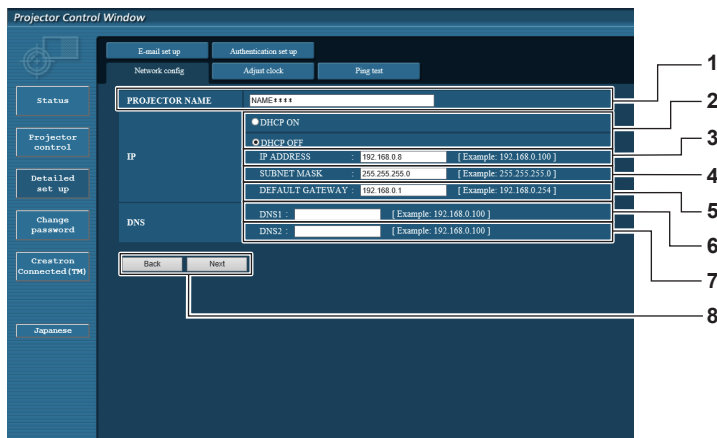 Projector Control Window
E-mail set up
Authentication set up
Network config
Adjust clock
Ping test
1
Status
PROJECTOR NAME
NAME****
2
DHCP ON
Projector
control
DHCP OFF
3
IP
IP ADDRESS : 192.168.0.8 [ Example: 192.168.0.100 ]
SUBNET MASK : 255.255.255.0 [ Example: 255.255.255.0 ]
4
Detailed
set up
DEFAULT GATEWAY : 192.168.0.1 [ Example: 192.168.0.254 ]
5
Change
password
DNS
DNS1 : [ Example: 192.168.0.100 ]
6
DNS2 : [ Example: 192.168.0.100 ]
7
Crestron
Connected(TM)
Back
Next
8
Japanese